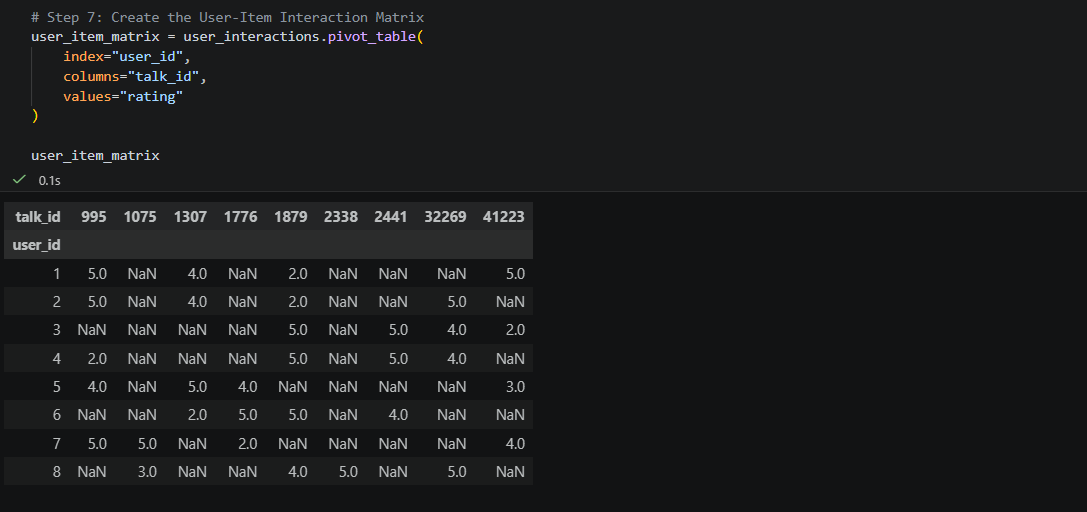 # Step 7: Create the User-Item Interaction Matrix
user_item_matrix = user_interactions.pivot_table(
    index="user_id",
    columns="talk_id",
    values="rating"
)
user_item_matrix
0.1s
talk_id 995 1075 1307 1776 1879 2338 2441 32269 41223
user_id
1 5.0 NaN 4.0 NaN 2.0 NaN NaN NaN 5.0
2 5.0 NaN 4.0 NaN 2.0 NaN NaN 5.0 NaN
3 NaN NaN NaN NaN 5.0 NaN 5.0 4.0 2.0
4 2.0 NaN NaN NaN 5.0 NaN 5.0 4.0 NaN
5 4.0 NaN 5.0 4.0 NaN NaN NaN NaN 3.0
6 NaN NaN 2.0 5.0 5.0 NaN 4.0 NaN NaN
7 5.0 5.0 NaN 2.0 NaN NaN NaN NaN 4.0
8 NaN 3.0 NaN NaN 4.0 5.0 NaN 5.0 NaN